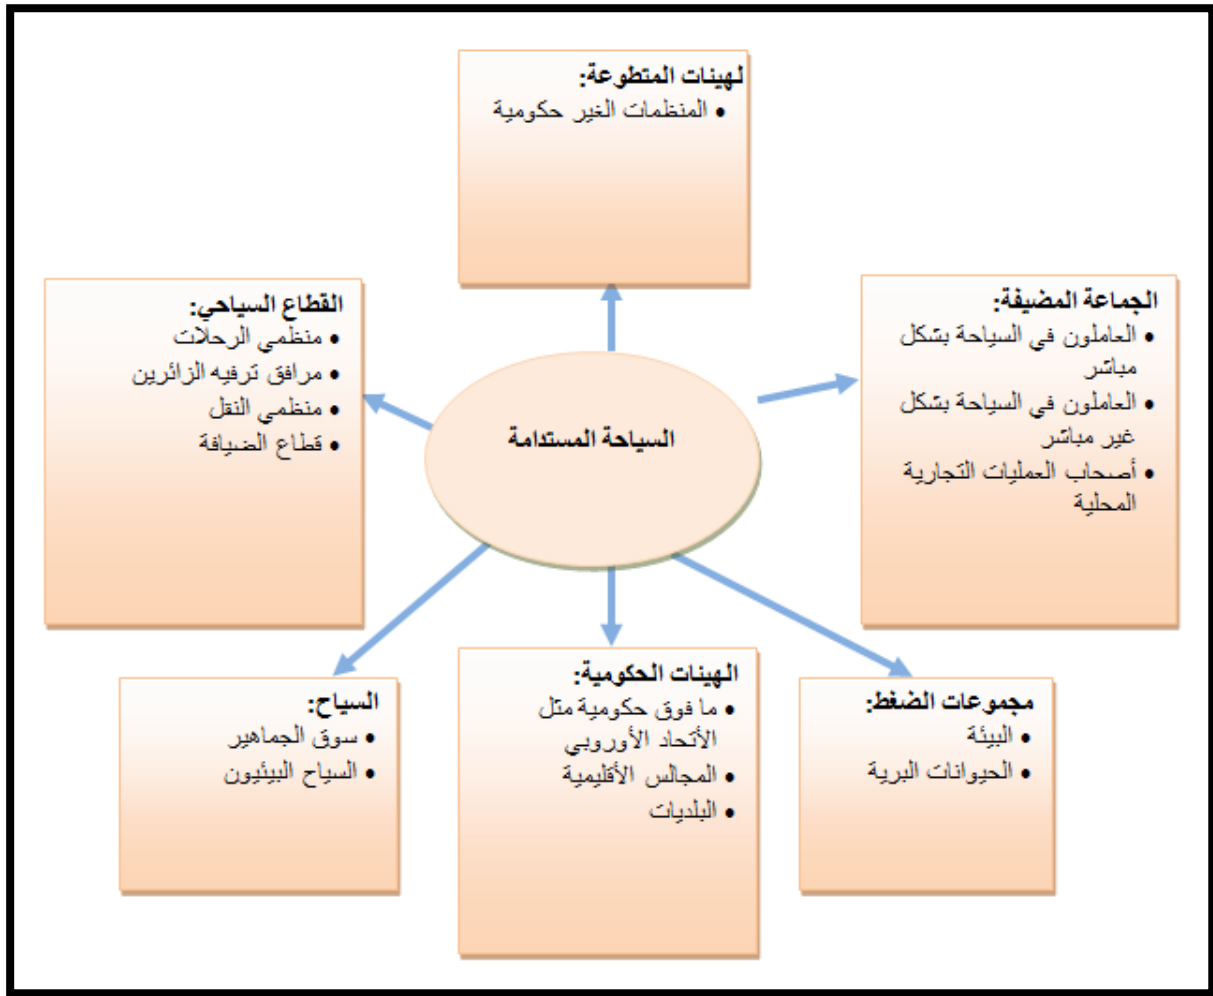 لهيئات المتطوعة:
• المنظمات الغير حكومية
الجماعة المضيفة:
• العاملون في السياحة بشكل
مباشر
• العاملون في السياحة بشكل
غير مباشر
• أصحاب العمليات التجارية
المحلية
القطاع السياحي:
• منظمي الرحلات
• مرافق ترفيه الزائرين
• منظمي النقل
• قطاع الضيافة
السياحة المستدامة
مجموعات الضغط:
• البيئة
• الحيوانات البرية
الهيئات الحكومية:
• ما فوق حكومية مثل
الأتحاد الأوروبي
• المجالس الأقليمية
• البلديات
السياح:
• سوق الجماهير
• السياح البيئيون